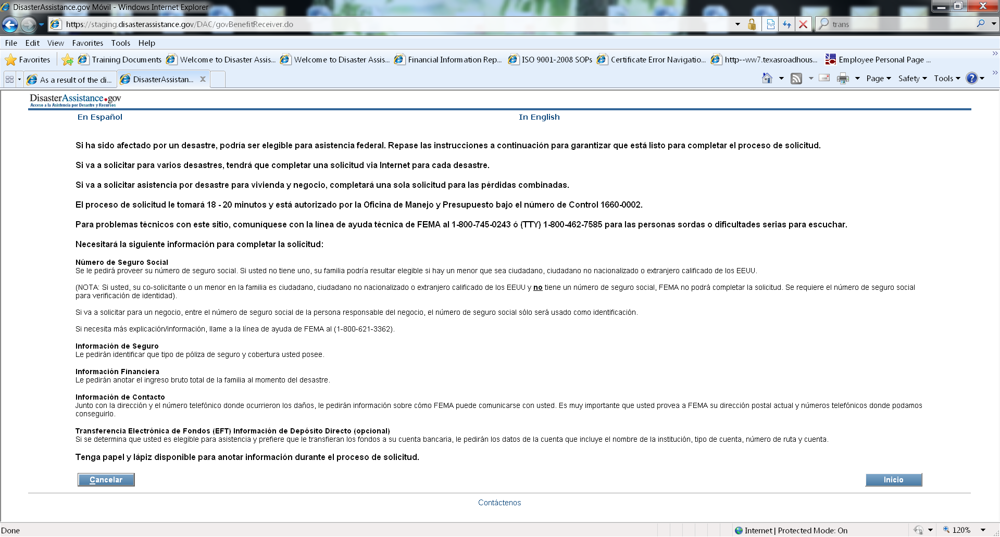 DisasterAssistance.gov Móvil - Windows Internet Explorer
https://staging.disasterassistance.gov/DAC/govBenefitReceiver.do
trans
File Edit View Favorites Tools Help
Favorites Training Documents Welcome to Disaster Assis... Welcome to Disaster Assis... Financial Information Rep... ISO 9001-2008 SOPs Certificate Error Navigatio... http--ww7.texasroadhous... Employee Personal Page ...
As a result of the di... DisasterAssistan... Page Safety Tools
DisasterAssistance.gov
Acceso a la Asistencia por Desastre y Recursos
En Español In English
Si ha sido afectado por un desastre, podría ser elegible para asistencia federal. Repase las instrucciones a continuación para garantizar que está listo para completar el proceso de solicitud.
Si va a solicitar para varios desastres, tendrá que completar una solicitud via Internet para cada desastre.
Si va a solicitar asistencia por desastre para vivienda y negocio, completará una sola solicitud para las pérdidas combinadas.
El proceso de solicitud le tomará 18 - 20 minutos y está autorizado por la Oficina de Manejo y Presupuesto bajo el número de Control 1660-0002.
Para problemas técnicos con este sitio, comuníquese con la línea de ayuda técnica de FEMA al 1-800-745-0243 ó (TTY) 1-800-462-7585 para las personas sordas o dificultades serias para escuchar.
Necesitará la siguiente información para completar la solicitud:
Número de Seguro Social
Se le pedirá proveer su número de seguro social. Si usted no tiene uno, su familia podría resultar elegible si hay un menor que sea ciudadano, ciudadano no nacionalizado o extranjero calificado de los EEUU.
(NOTA: Si usted, su co-solicitante o un menor en la familia es ciudadano, ciudadano no nacionalizado o extranjero calificado de los EEUU y no tiene un número de seguro social, FEMA no podrá completar la solicitud. Se requiere el número de seguro social
para verificación de identidad).
Si va a solicitar para un negocio, entre el número de seguro social de la persona responsable del negocio, el número de seguro social sólo será usado como identificación.
Si necesita más explicación/información, llame a la línea de ayuda de FEMA al (1-800-621-3362).
Información de Seguro
Le pedirán identificar que tipo de póliza de seguro y cobertura usted posee.
Información Financiera
Le pedirán anotar el ingreso bruto total de la familia al momento del desastre.
Información de Contacto
Junto con la dirección y el número telefónico donde ocurrieron los daños, le pedirán información sobre cómo FEMA puede comunicarse con usted. Es muy importante que usted provea a FEMA su dirección postal actual y números telefónicos donde podamos
conseguirlo.
Transferencia Electrónica de Fondos (EFT) Información de Depósito Directo (opcional)
Si se determina que usted es elegible para asistencia y prefiere que le transfieran los fondos a su cuenta bancaria, le pedirán los datos de la cuenta que incluye el nombre de la institución, tipo de cuenta, número de ruta y cuenta.
Tenga papel y lápiz disponible para anotar información durante el proceso de solicitud.
Cancelar Inicio
Contáctenos
Done Internet | Protected Mode: On 120%